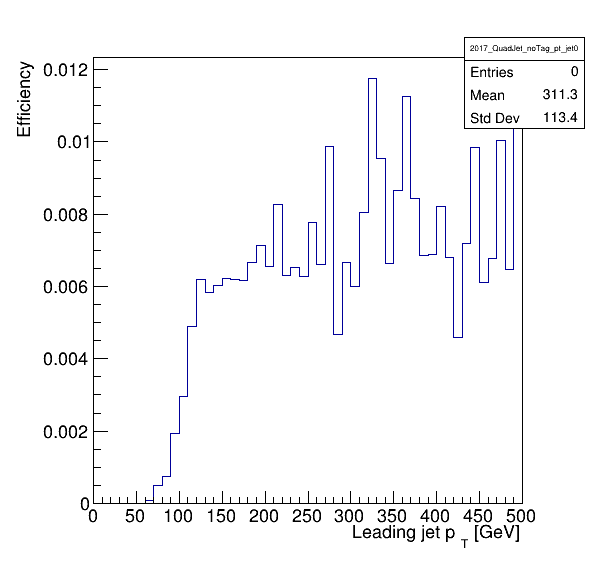 2017_QuadJet_noTag_pt_jet0
Entries 0
Mean 311.3
Std Dev 113.4
Efficiency
0.012
0.01
0.008
0.006
0.004
0.002
0
0 50 100 150 200 250 300 350 400 450 500
Leading jet p T [GeV]